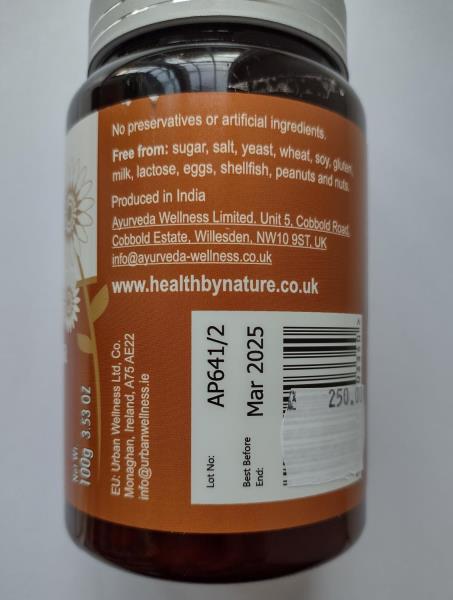 No preservatives or artificial ingredients.
Free from: sugar, salt, yeast, wheat, soy, gluten,
milk, lactose, eggs, shellfish, peanuts and nuts.
Produced in India
Ayurveda Wellness Limited. Unit 5, Cobbold Road,
Cobbold Estate, Willesden, NW10 9ST, UK
info@ayurveda-wellness.co.uk
www.healthbynature.co.uk
Net Wt
100g 3.53 OZ
EU: Urban Wellness Ltd, Co.
Monaghan, Ireland, A75 AE22
info@urbanwellness.ie
Lot No: AP641/2
Best Before
End: Mar 2025
250.00